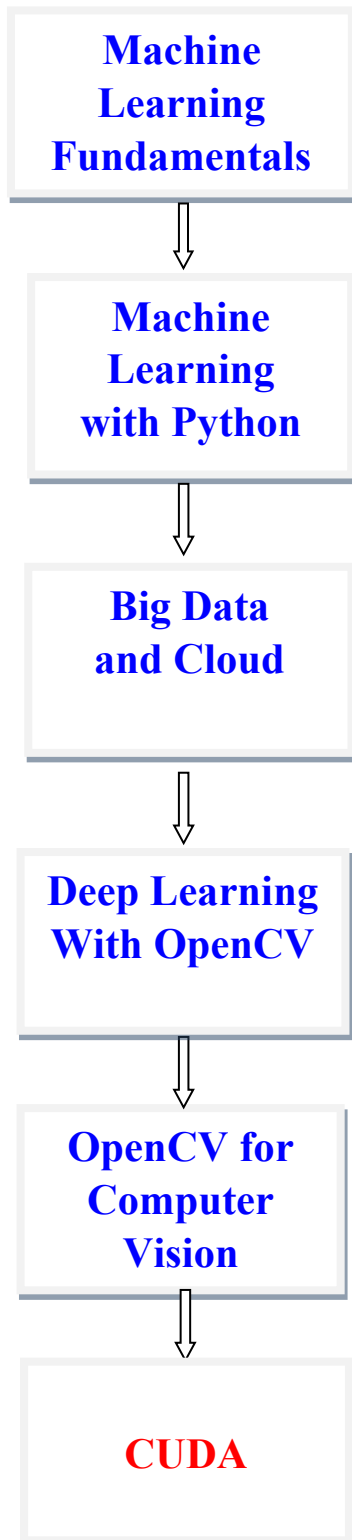 Machine
Learning
Fundamentals
Machine
Learning
with Python
Big Data
and Cloud
Deep Learning
With OpenCV
OpenCV for
Computer
Vision
CUDA